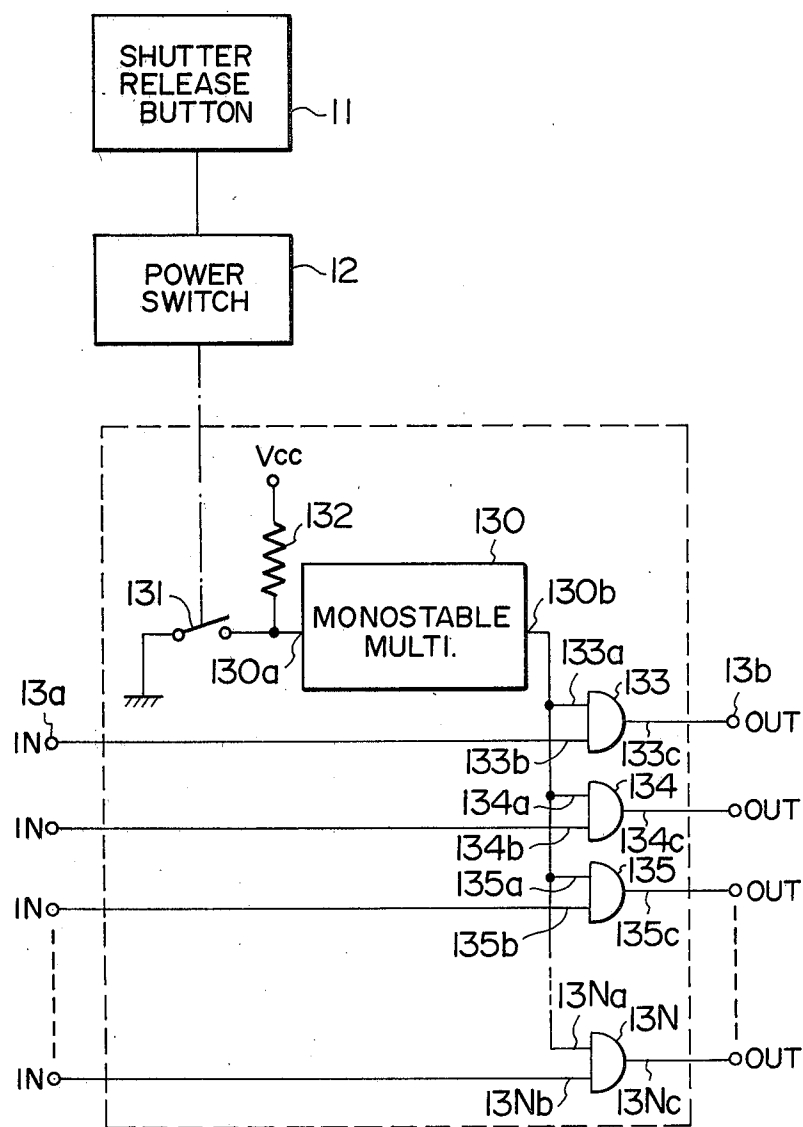 SHUTTER
RELEASE
BUTTON
11
POWER
SWITCH
12
Vcc
132
130
131
MONOSTABLE
MULTI.
130a
130b
13a
133a
133
13b
IN
133b
133c
OUT
134a
134
IN
134b
134c
OUT
135a
135
IN
135b
135c
OUT
13Na
13N
IN
13Nb
13Nc
OUT